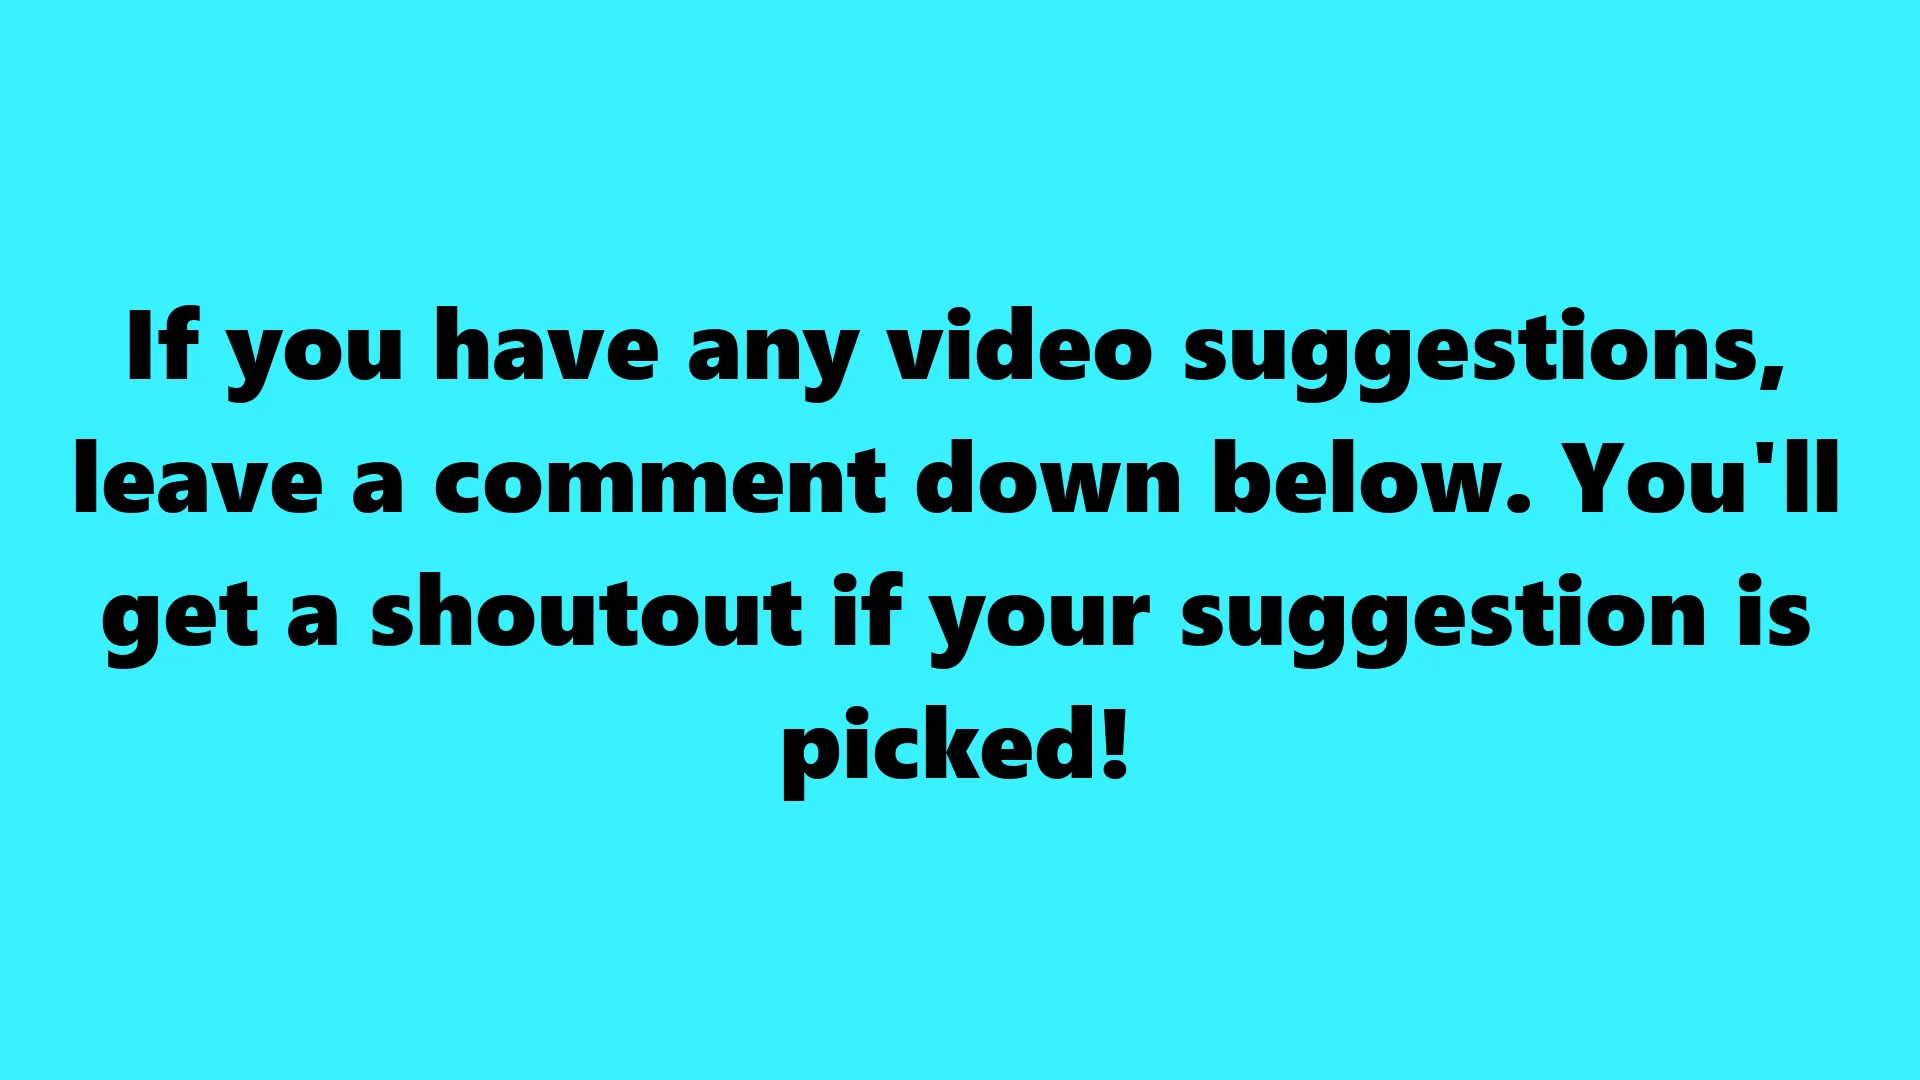 If you have any video suggestions,
leave a comment down below. You'll
get a shoutout if your suggestion is
picked!